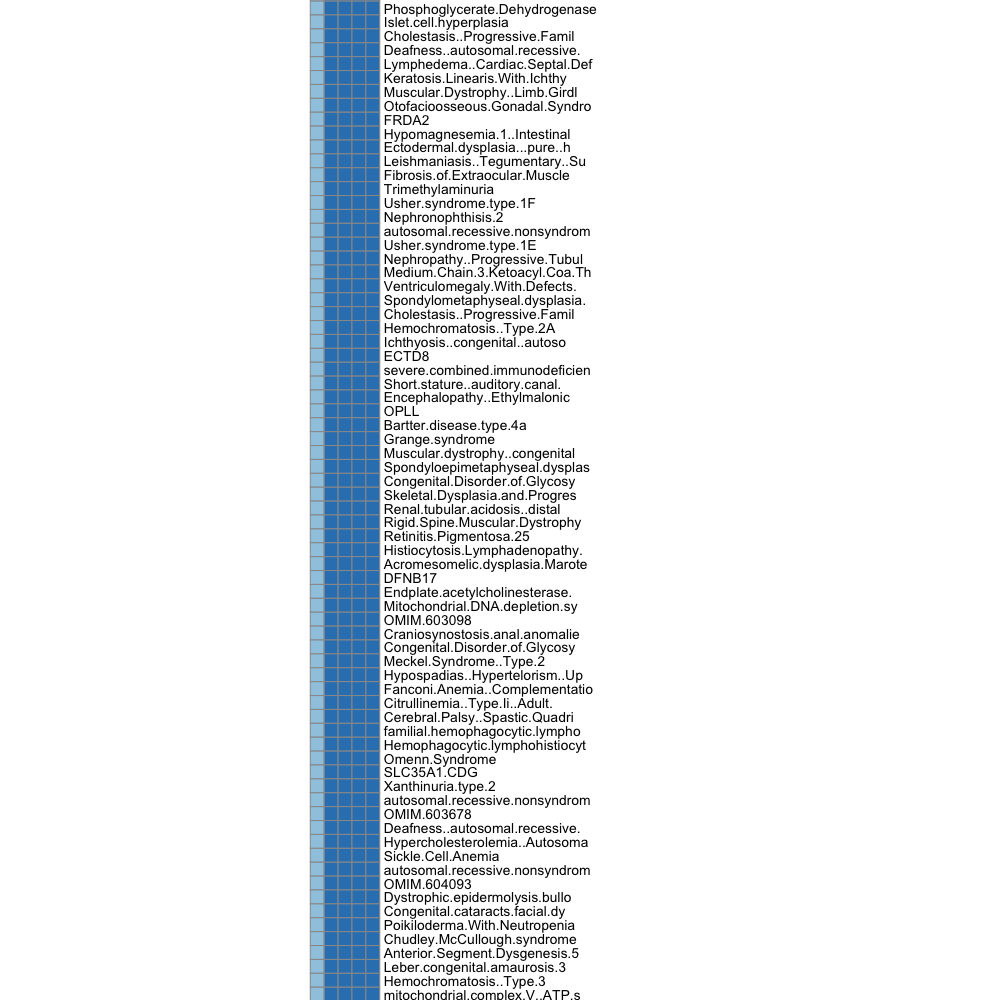 Phosphoglycerate.Dehydrogenase
Islet.cell.hyperplasia
Cholestasis..Progressive.Famil
Deafness..autosomal.recessive.
Lymphedema..Cardiac.Septal.Def
Keratosis.Linearis.With.Ichthy
Muscular.Dystrophy..Limb.Girdl
Otofacioosseous.Gonadal.Syndro
FRDA2
Hypomagnesemia.1..Intestinal
Ectodermal.dysplasia...pure..h
Leishmaniasis..Tegumentary..Su
Fibrosis.of.Extraocular.Muscle
Trimethylaminuria
Usher.syndrome.type.1F
Nephronophthisis.2
autosomal.recessive.nonsyndrom
Usher.syndrome.type.1E
Nephropathy..Progressive.Tubul
Medium.Chain.3.Ketoacyl.Coa.Th
Ventriculomegaly.With.Defects.
Spondylometaphyseal.dysplasia.
Cholestasis..Progressive.Famil
Hemochromatosis..Type.2A
Ichthyosis..congenital..autoso
ECTD8
severe.combined.immunodeficien
Short.stature..auditory.canal.
Encephalopathy..Ethylmalonic
OPLL
Bartter.disease.type.4a
Grange.syndrome
Muscular.dystrophy..congenital
Spondyloepimetaphyseal.dysplas
Congenital.Disorder.of.Glycosy
Skeletal.Dysplasia.and.Progres
Renal.tubular.acidosis..distal
Rigid.Spine.Muscular.Dystrophy
Retinitis.Pigmentosa.25
Histiocytosis.Lymphadenopathy.
Acromesomelic.dysplasia.Marote
DFNB17
Endplate.acetylcholinesterase.
Mitochondrial.DNA.depletion.sy
OMIM.603098
Craniosynostosis.anal.anomalie
Congenital.Disorder.of.Glycosy
Meckel.Syndrome..Type.2
Hypospadias..Hypertelorism..Up
Fanconi.Anemia..Complementatio
Citrullinemia..Type.Ii..Adult.
Cerebral.Palsy..Spastic.Quadri
familial.hemophagocytic.lympho
Hemophagocytic.lymphohistiocyt
Omenn.Syndrome
SLC35A1.CDG
Xanthinuria.type.2
autosomal.recessive.nonsyndrom
OMIM.603678
Deafness..autosomal.recessive.
Hypercholesterolemia..Autosoma
Sickle.Cell.Anemia
autosomal.recessive.nonsyndrom
OMIM.604093
Dystrophic.epidermolysis.bullo
Congenital.cataracts.facial.dy
Poikiloderma.With.Neutropenia
Chudley.McCullough.syndrome
Anterior.Segment.Dysgenesis.5
Leber.congenital.amaurosis.3
Hemochromatosis..Type.3
mitochondrial.complex.V..ATP.s